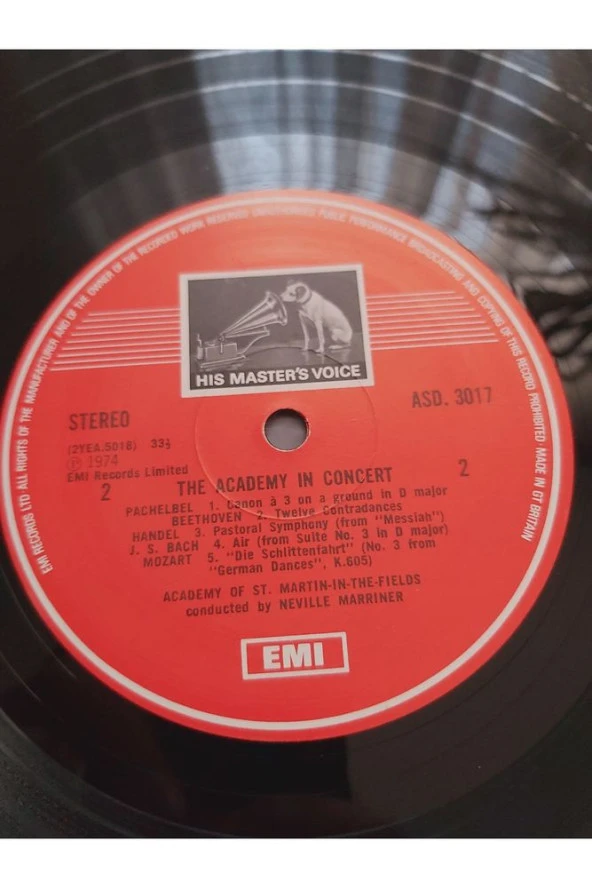 EMI RECORDS LTD ALL RIGHTS OF THE MANUFACTURER AND OF THE OWNER OF THE RECORDED WORK RESERVED UNAUTHORISED PUBLIC PERFORMANCE BROADCASTING AND COPYING OF THIS RECORD PROHIBITED MADE IN GT BRITAIN
HIS MASTER'S VOICE
STEREO
ASD. 3017
(2YEA.5018) 33⅓
Ⓟ 1974
EMI Records Limited
2 2
THE ACADEMY IN CONCERT
PACHELBEL 1. Canon à 3 on a ground in D major
BEETHOVEN 2. Twelve Contradances
HANDEL 3. Pastoral Symphony (from "Messiah")
J. S. BACH 4. Air (from Suite No. 3 in D major)
MOZART 5. "Die Schlittenfahrt" (No. 3 from
"German Dances", K.605)
ACADEMY OF ST. MARTIN-IN-THE-FIELDS
conducted by NEVILLE MARRINER
EMI